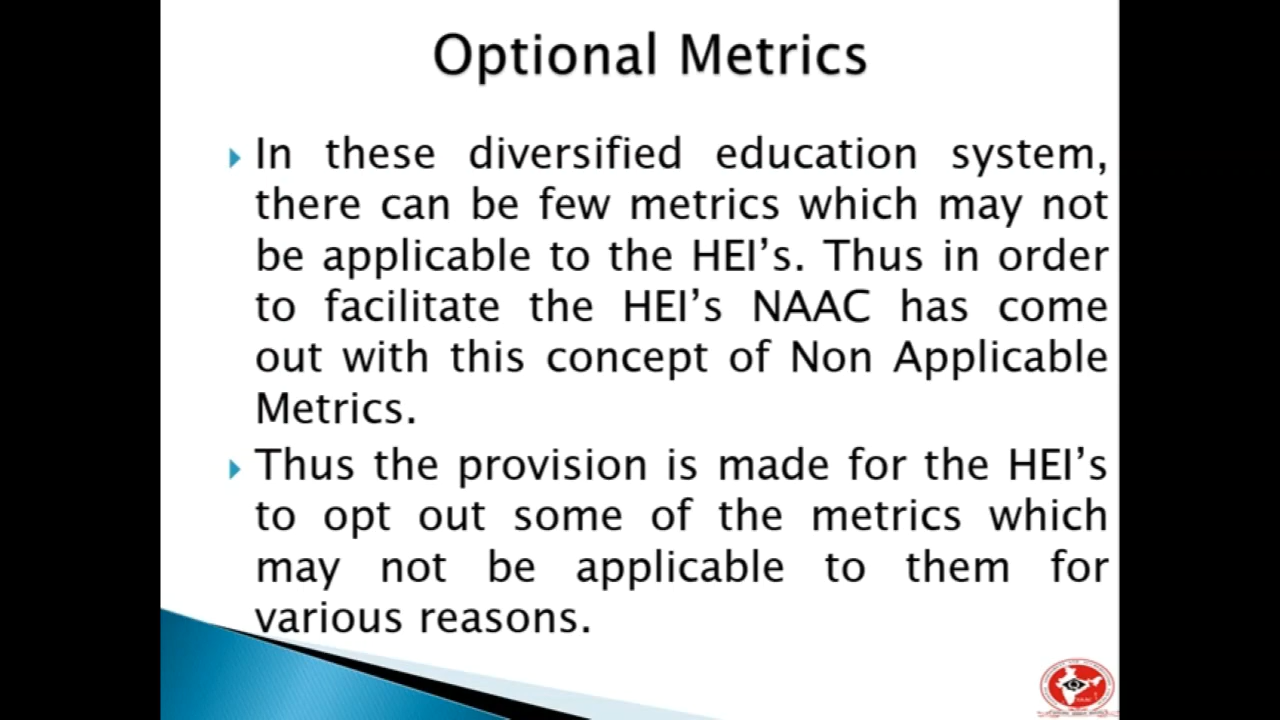 Optional Metrics
In these diversified education system,
there can be few metrics which may not
be applicable to the HEI’s. Thus in order
to facilitate the HEI’s NAAC has come
out with this concept of Non Applicable
Metrics.
Thus the provision is made for the HEI’s
to opt out some of the metrics which
may not be applicable to them for
various reasons.